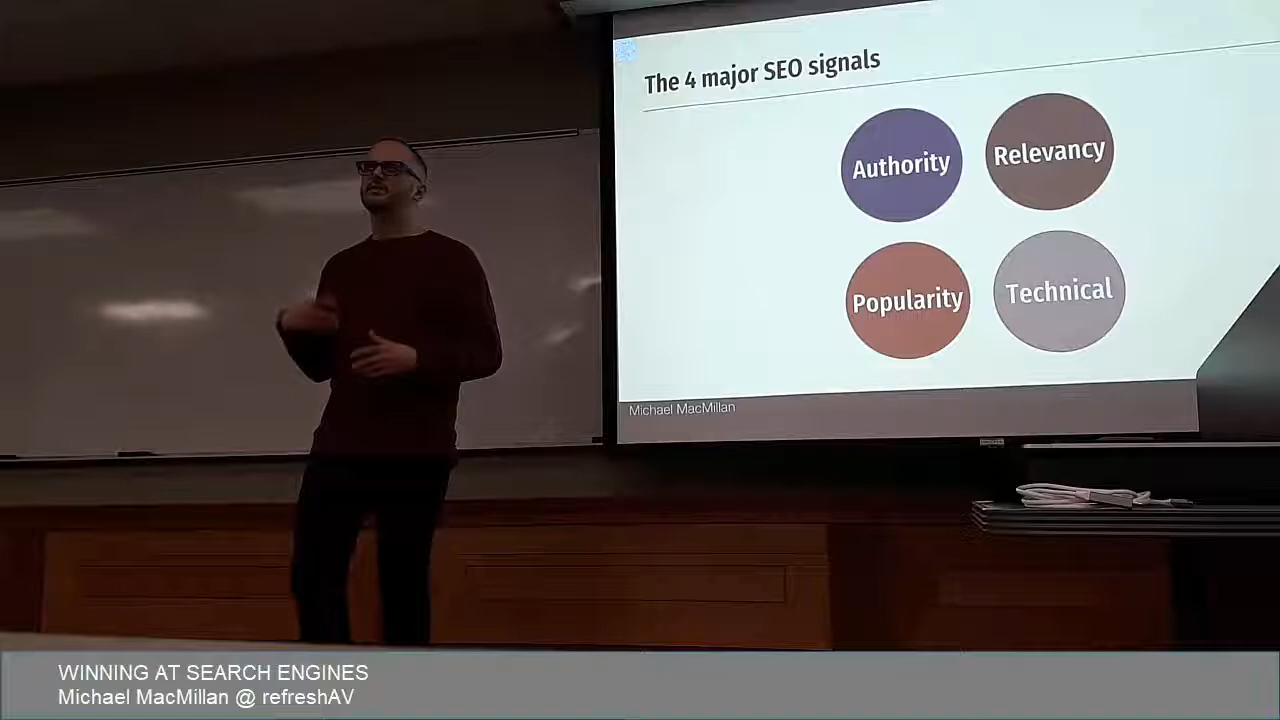 The 4 major SEO signals
Authority
Relevancy
Popularity
Technical
Michael MacMillan
WINNING AT SEARCH ENGINES
Michael MacMillan @ refreshAV